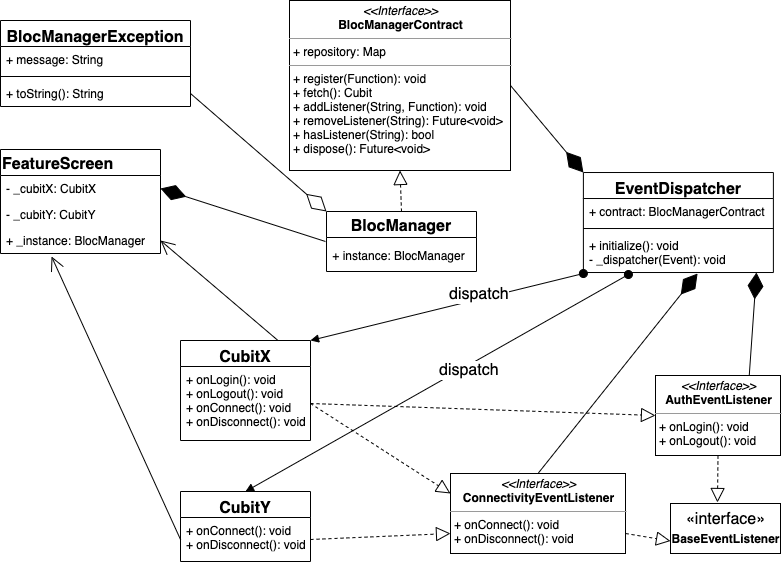 <<Interface>>
BlocManagerContract
+ repository: Map
+ register(Function): void
+ fetch(): Cubit
+ addListener(String, Function): void
+ removeListener(String): Future<void>
+ hasListener(String): bool
+ dispose(): Future<void>
BlocManagerException
+ message: String
+ toString(): String
FeatureScreen
- _cubitX: CubitX
- _cubitY: CubitY
+ _instance: BlocManager
BlocManager
+ instance: BlocManager
EventDispatcher
+ contract: BlocManagerContract
+ initialize(): void
- _dispatcher(Event): void
dispatch
dispatch
CubitX
+ onLogin(): void
+ onLogout(): void
+ onConnect(): void
+ onDisconnect(): void
<<Interface>>
AuthEventListener
+ onLogin(): void
+ onLogout(): void
CubitY
+ onConnect(): void
+ onDisconnect(): void
<<Interface>>
ConnectivityEventListener
+ onConnect(): void
+ onDisconnect(): void
«interface»
BaseEventListener